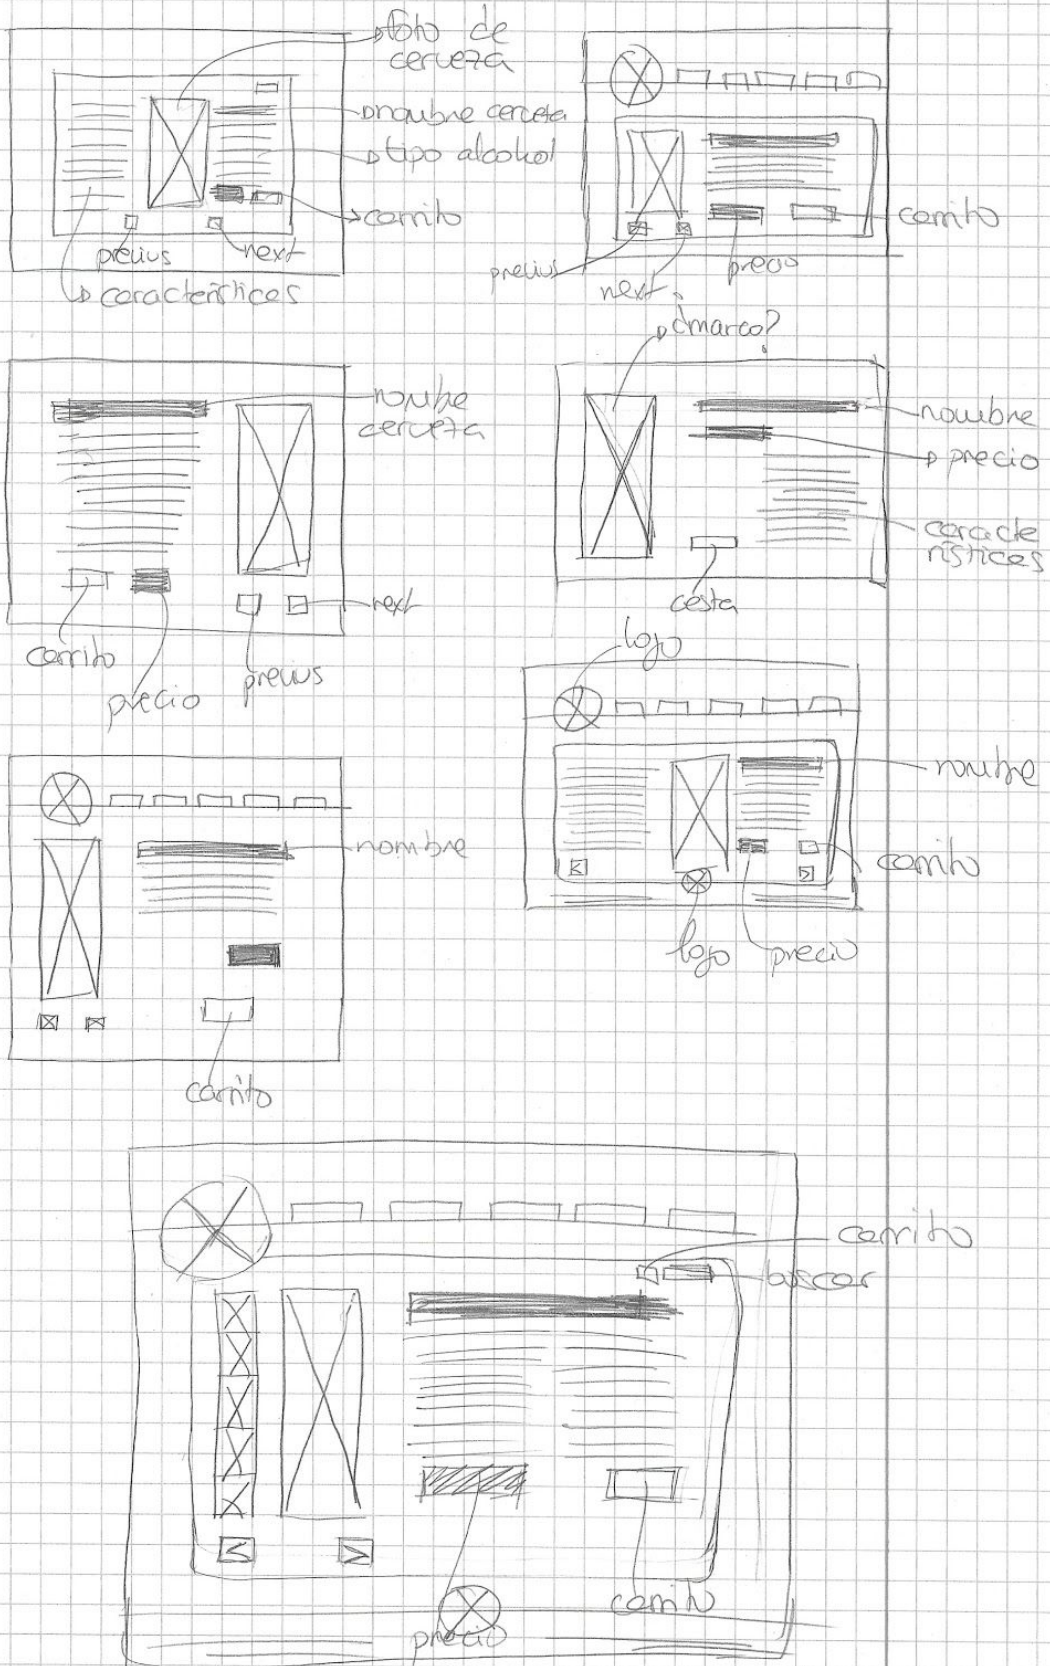 foto de
cerveza
nombre cerceta
tipo alcohol
carrito
previus
next
características
carrito
previus
next
precio
¿marco?
nombre
cerveza
next
carrito
precio
previus
nombre
precio
caracte
rísticas
cesta
logo
nombre
carrito
logo
precio
nombre
carrito
carrito
buscar
carrito
precio